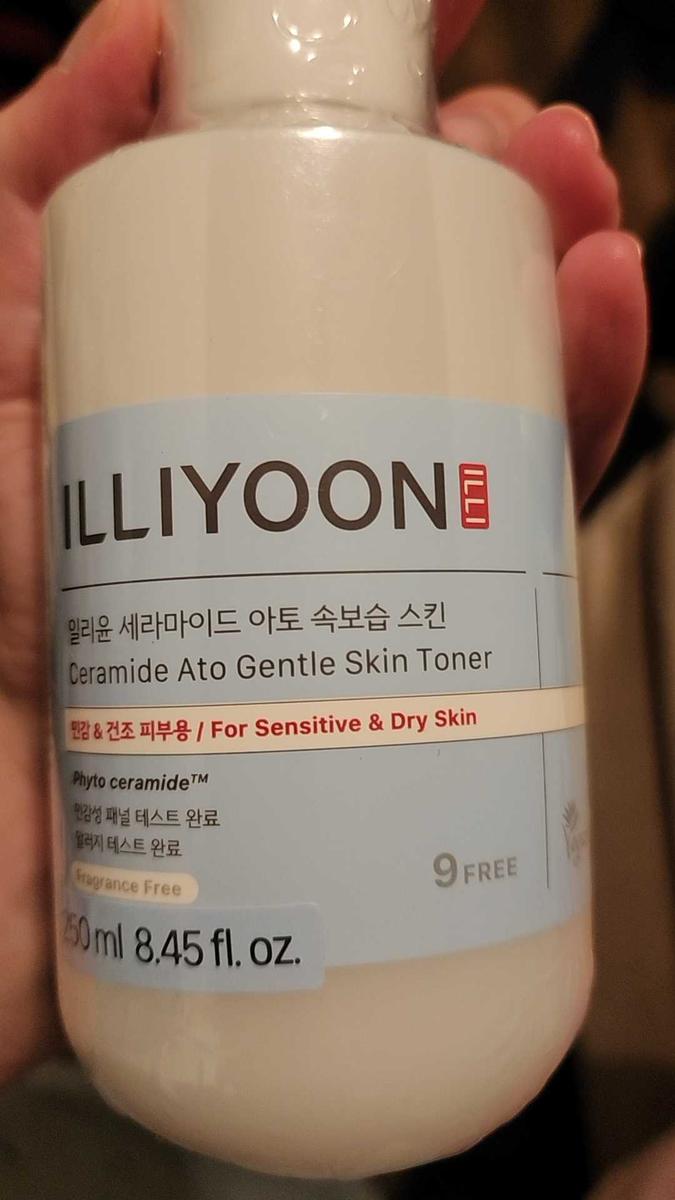 ILLIYOON ILLI
일리윤 세라마이드 아토 속보습 스킨
Ceramide Ato Gentle Skin Toner
민감 & 건조 피부용 / For Sensitive & Dry Skin
Phyto ceramide™
민감성 패널 테스트 완료
알러지 테스트 완료
Fragrance Free
9 FREE
250 ml 8.45 fl. oz.